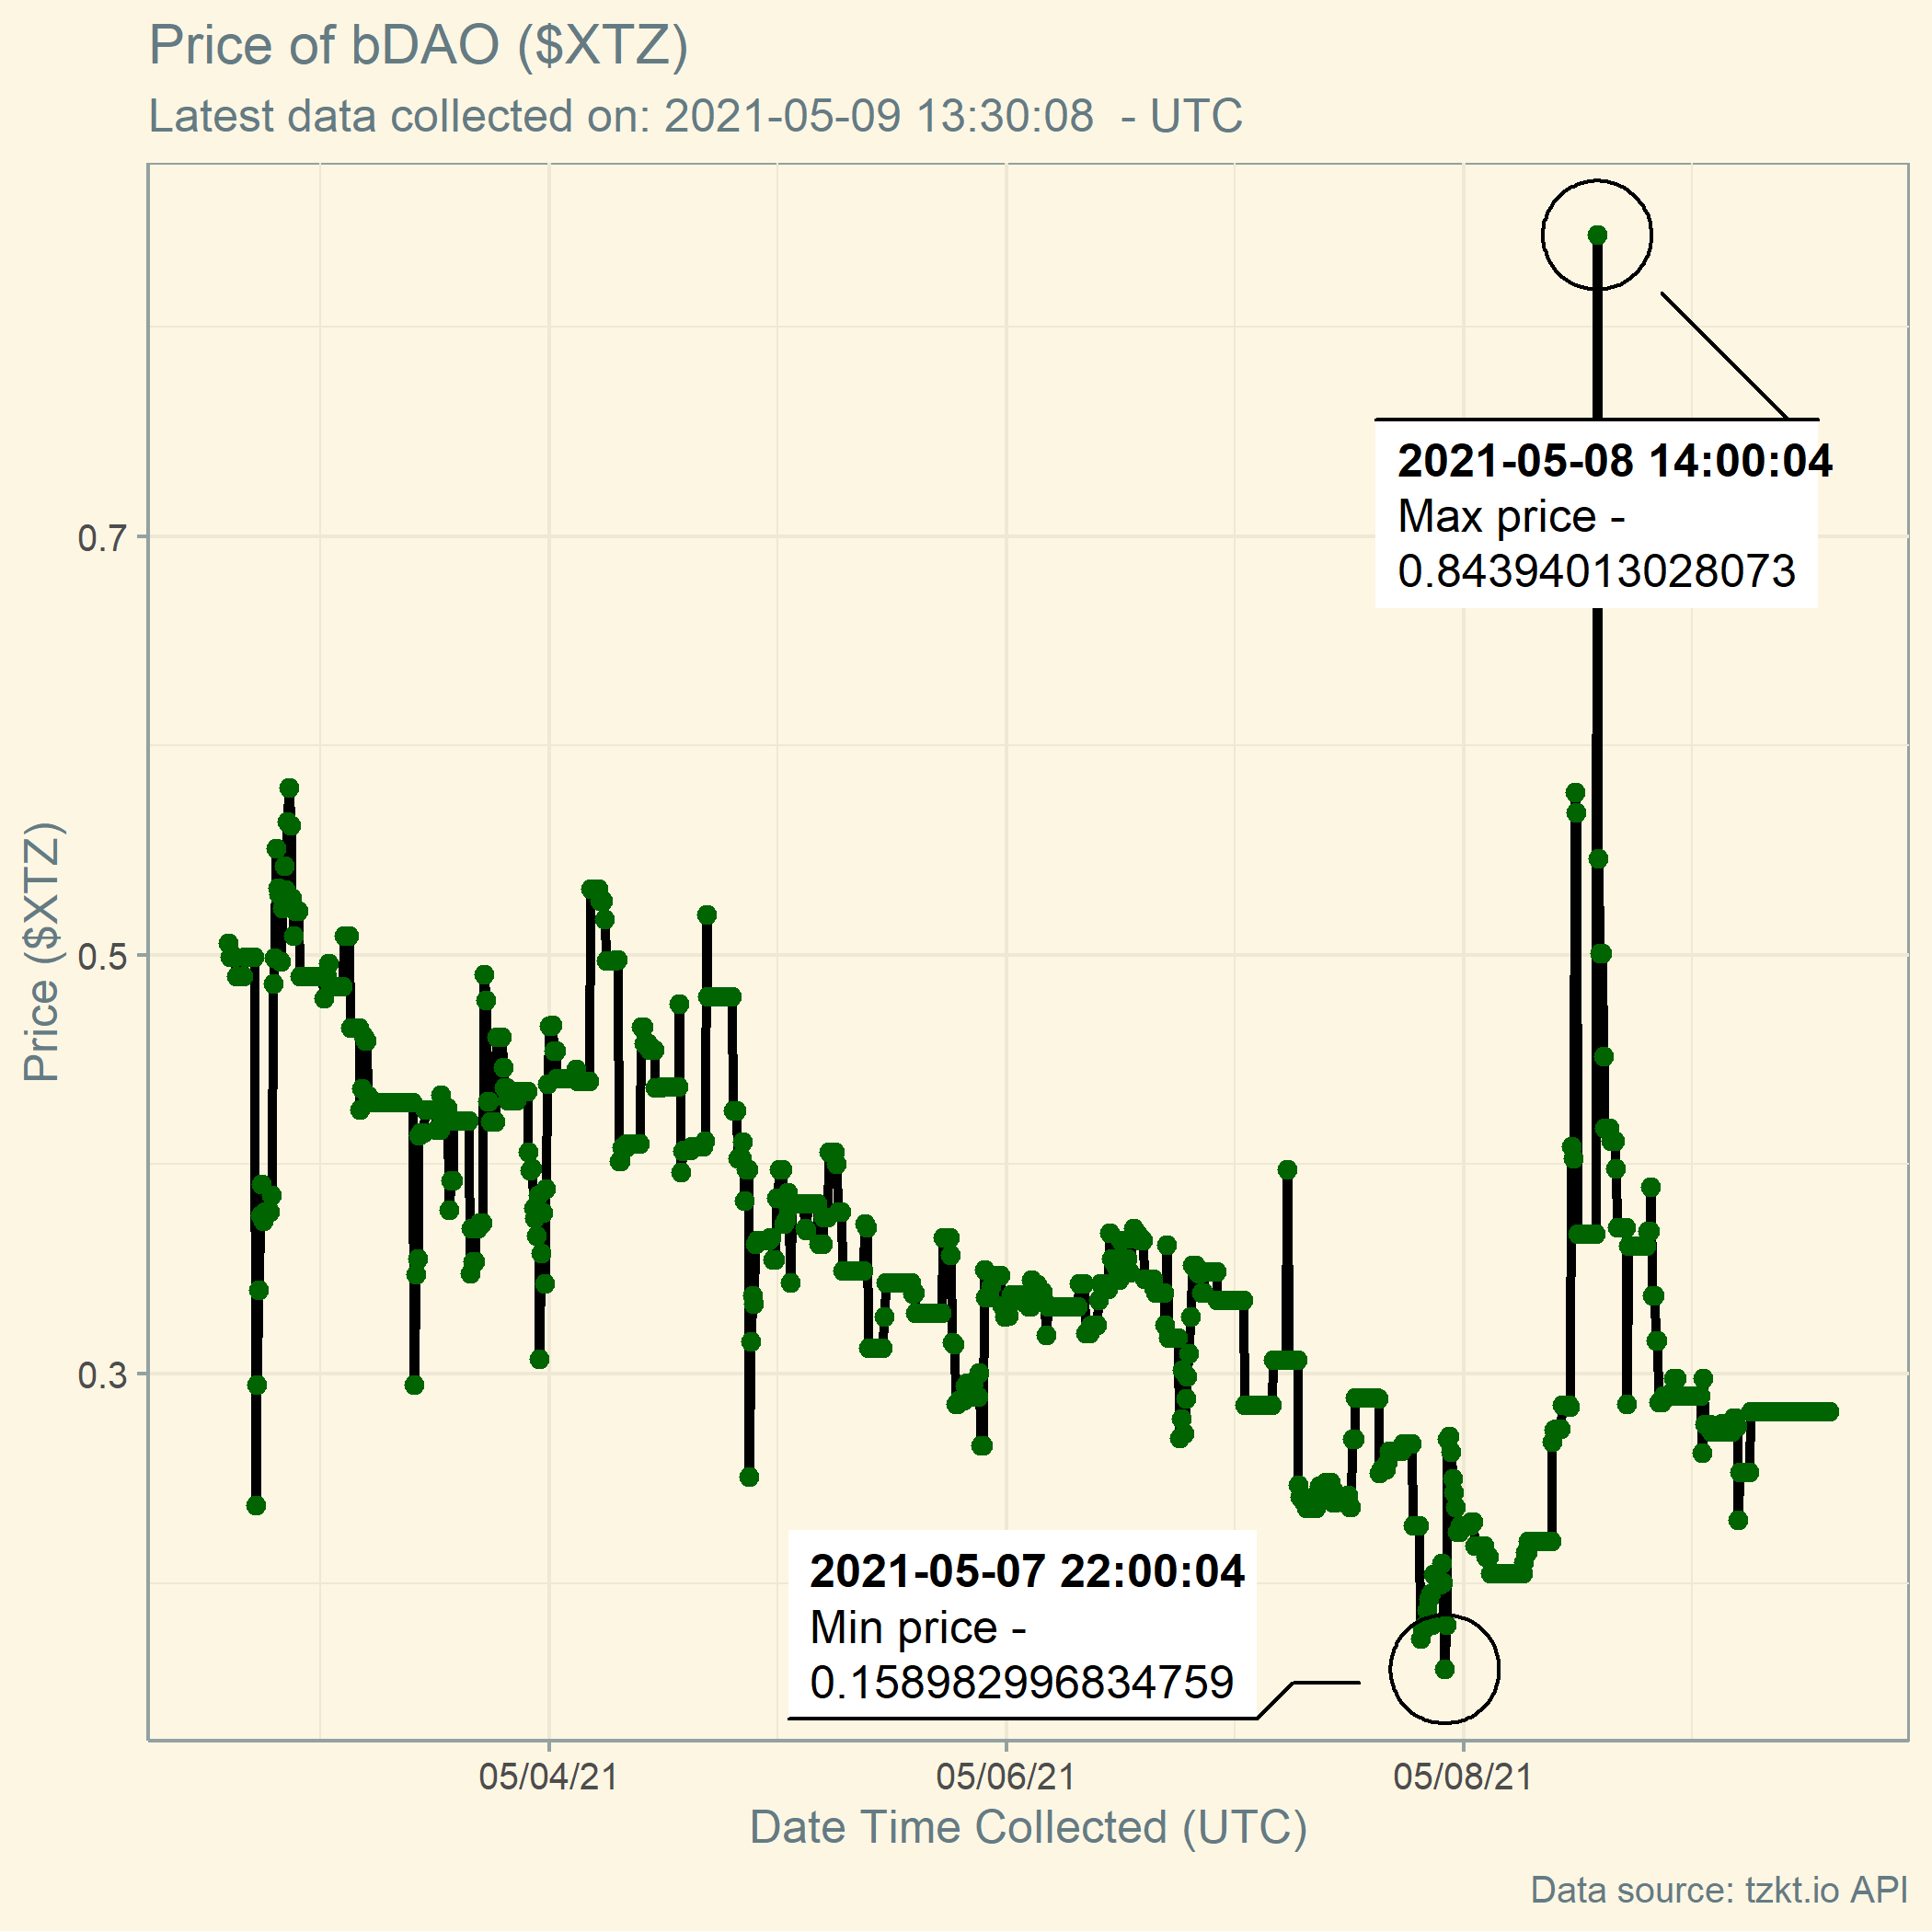 Price of bDAO ($XTZ)
Latest data collected on: 2021-05-09 13:30:08  - UTC
2021-05-08 14:00:04
Max price -
0.84394013028073
0.7
Price ($XTZ)
0.5
0.3
2021-05-07 22:00:04
Min price -
0.158982996834759
05/04/21
05/06/21
05/08/21
Date Time Collected (UTC)
Data source: tzkt.io API